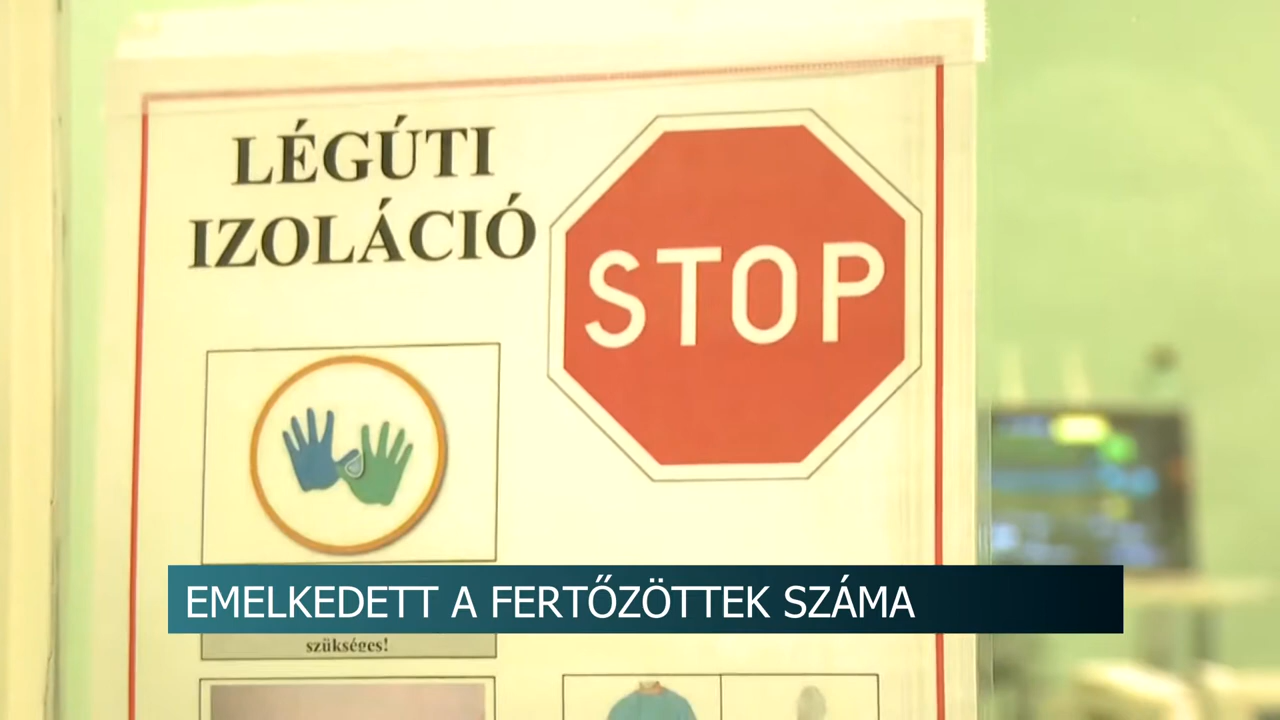 LÉGÚTI
IZOLÁCIÓ
STOP
EMELKEDETT A FERTŐZÖTTEK SZÁMA
szükséges!